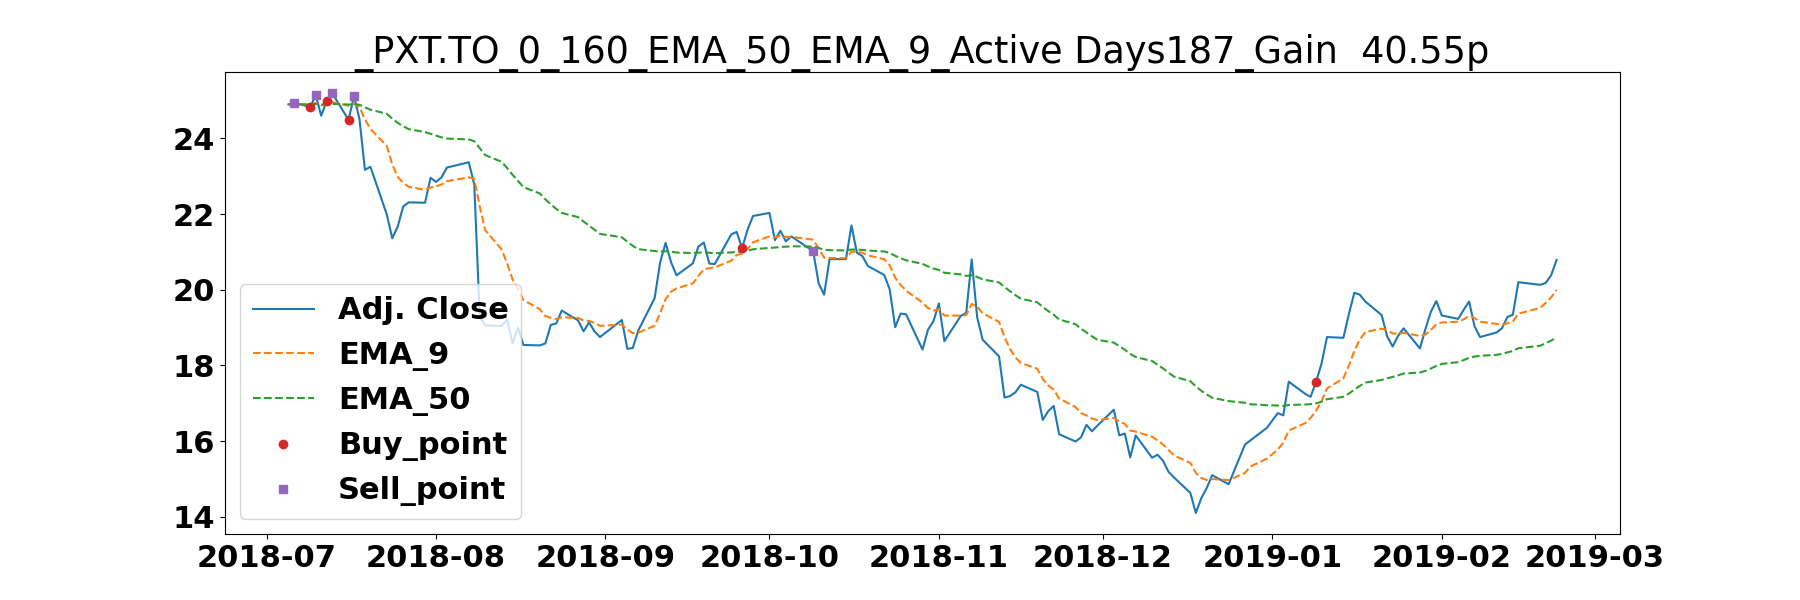 _PXT.TO_0_160_EMA_50_EMA_9_Active Days187_Gain  40.55p
24
22
20
18
16
14
Adj. Close
EMA_9
EMA_50
Buy_point
Sell_point
2018-07 2018-08 2018-09 2018-10 2018-11 2018-12 2019-01 2019-02 2019-03